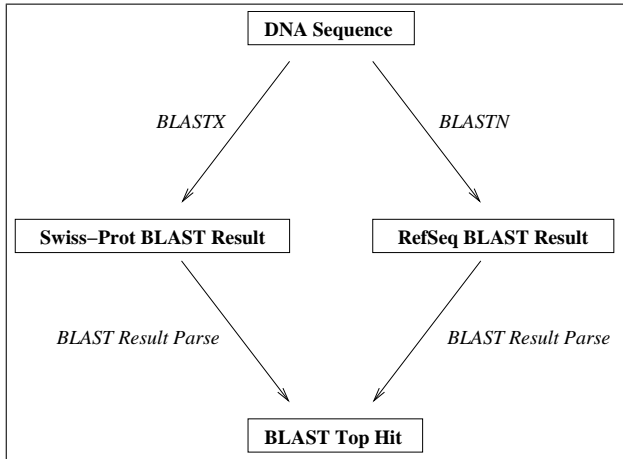 DNA Sequence
BLASTX
BLASTN
Swiss−Prot BLAST Result
RefSeq BLAST Result
BLAST Result Parse
BLAST Result Parse
BLAST Top Hit